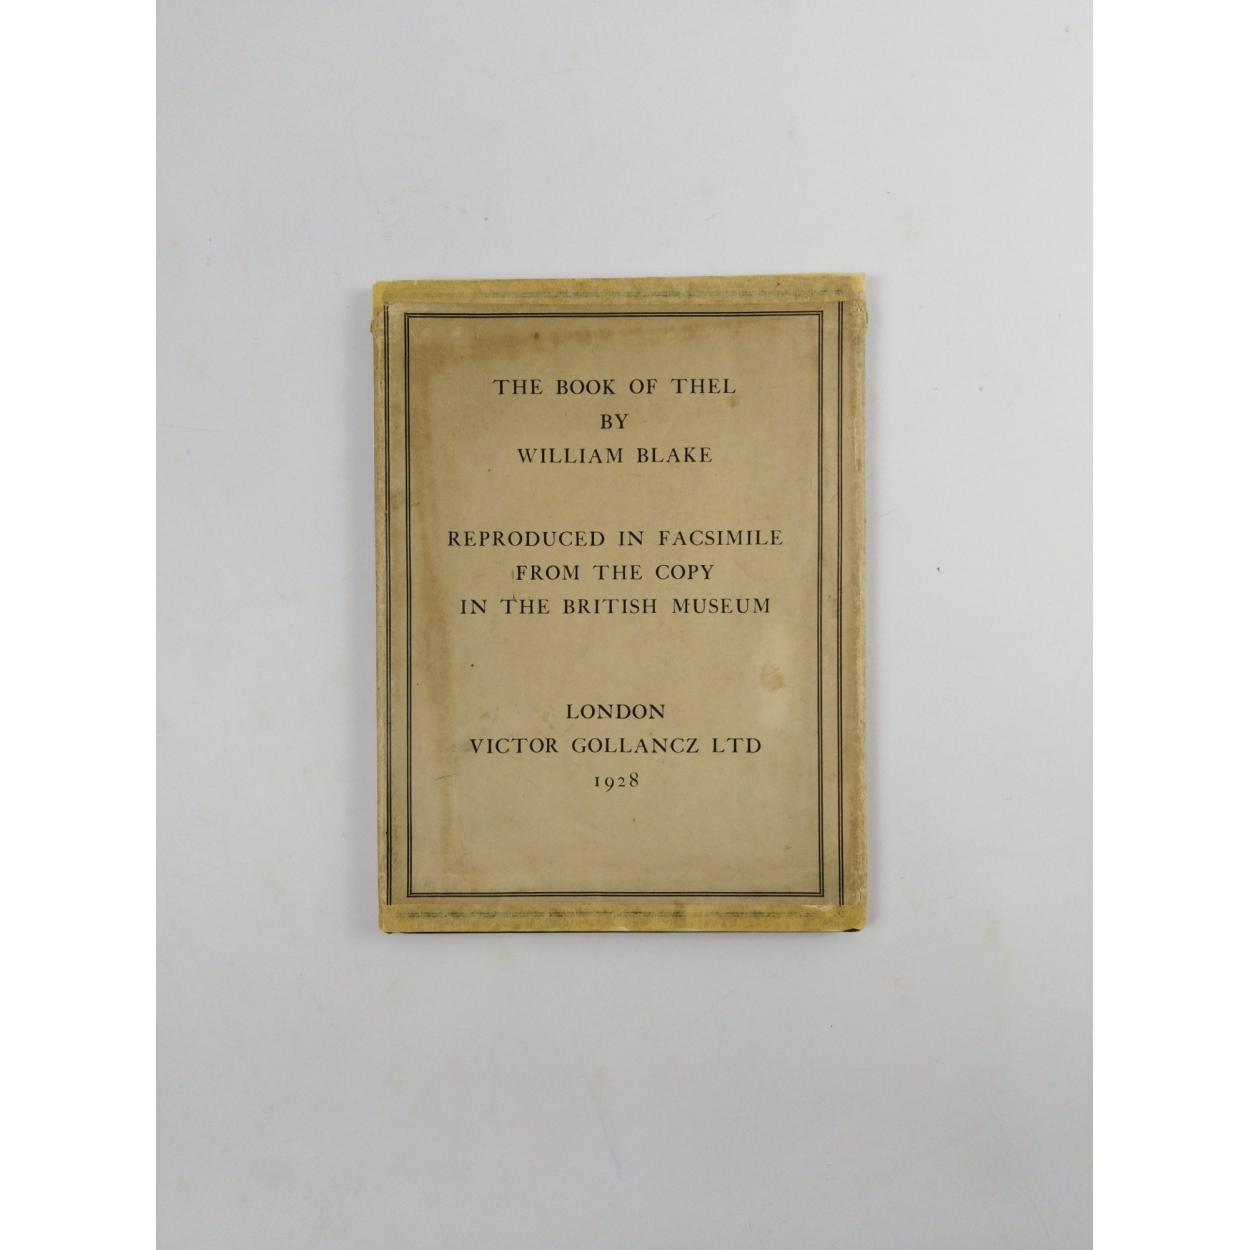 THE BOOK OF THEL
BY
WILLIAM BLAKE
REPRODUCED IN FACSIMILE
FROM THE COPY
IN THE BRITISH MUSEUM
LONDON
VICTOR GOLLANCZ LTD
1928